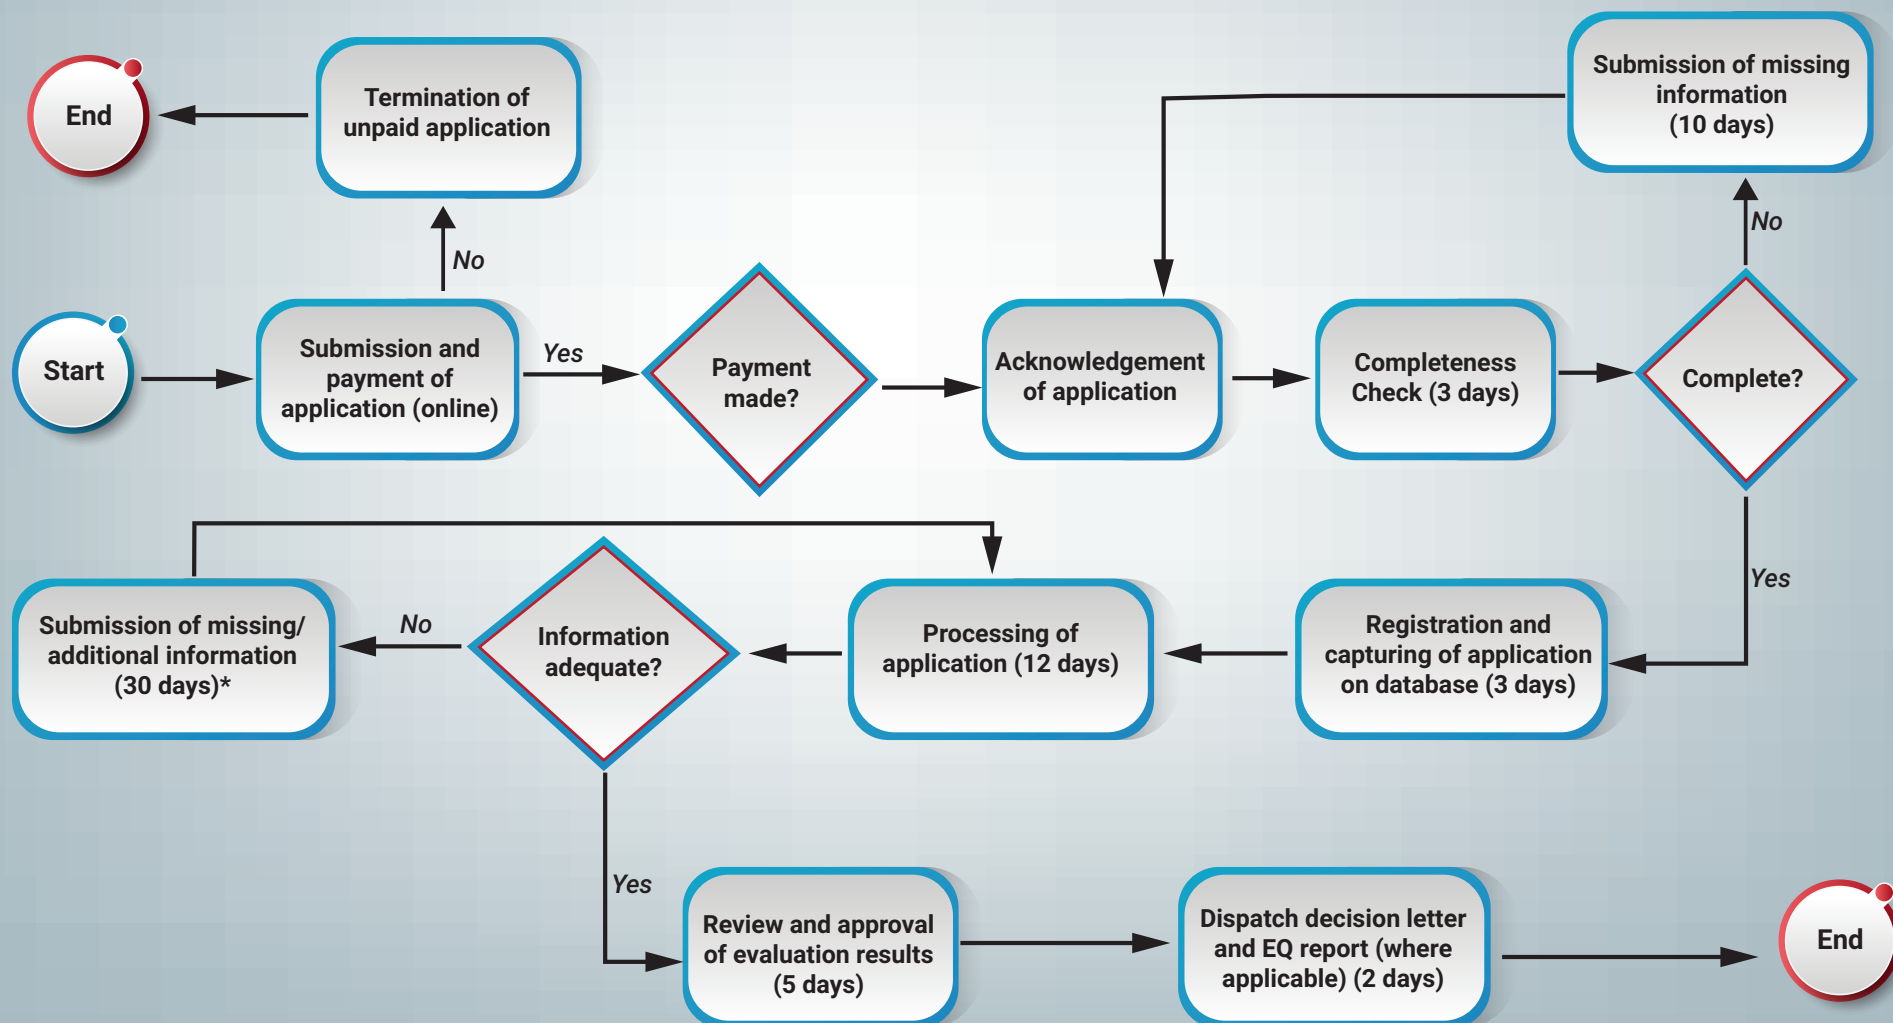 End
Termination of
unpaid application
Submission of missing
information
(10 days)
No
No
Start
Submission and
payment of
application (online)
Yes
Payment
made?
Acknowledgement
of application
Completeness
Check (3 days)
Complete?
Yes
Submission of missing/
additional information
(30 days)*
No
Information
adequate?
Processing of
application (12 days)
Registration and
capturing of application
on database (3 days)
Yes
Review and approval
of evaluation results
(5 days)
Dispatch decision letter
and EQ report (where
applicable) (2 days)
End